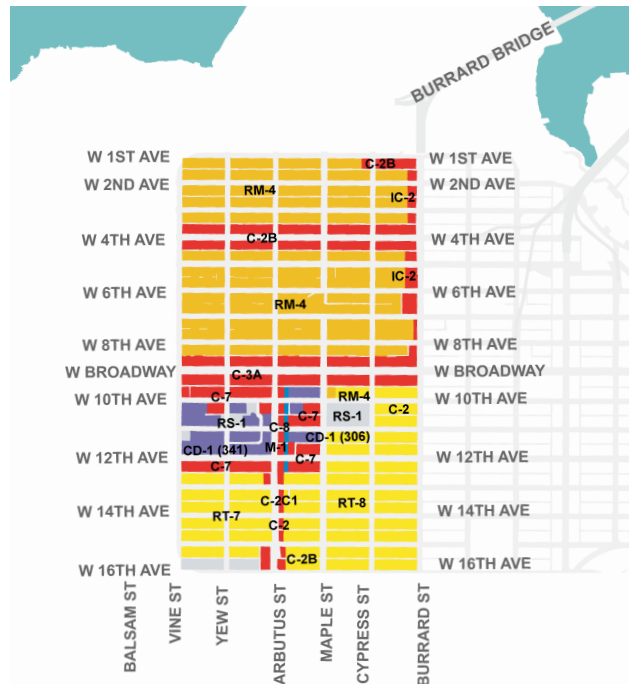 BURRARD BRIDGE
W 1ST AVE
C-2B
W 1ST AVE
W 2ND AVE
RM-4
IC-2
W 2ND AVE
W 4TH AVE
C-2B
W 4TH AVE
IC-2
W 6TH AVE
RM-4
W 6TH AVE
W 8TH AVE
W 8TH AVE
W BROADWAY
C-3A
W BROADWAY
W 10TH AVE
C-7
RM-4
W 10TH AVE
RS-1
C-8
C-7
RS-1
C-2
CD-1 (306)
CD-1 (341)
M-1
W 12TH AVE
C-7
C-7
W 12TH AVE
C-2C1
RT-8
W 14TH AVE
RT-7
C-2
W 14TH AVE
C-2B
W 16TH AVE
W 16TH AVE
BALSAM ST
VINE ST
YEW ST
ARBUTUS ST
MAPLE ST
CYPRESS ST
BURRARD ST